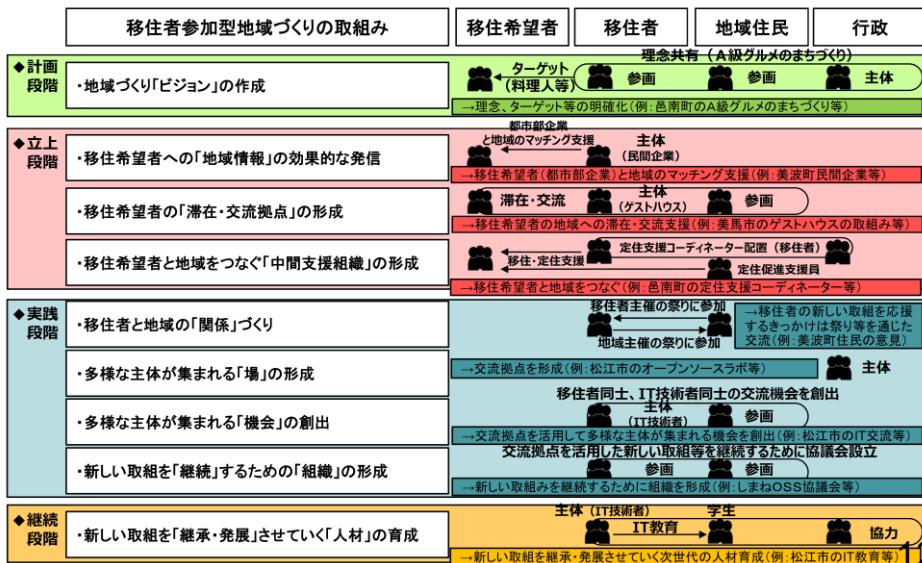 移住者参加型地域づくりの取組み
移住希望者
移住者
地域住民
行政
◆計画
段階
・地域づくり「ビジョン」の作成
理念共有（A級グルメのまちづくり）
ターゲット
（料理人等）
参画
参画
主体
→理念、ターゲット等の明確化（例：邑南町のA級グルメのまちづくり等）
◆立上
段階
・移住希望者への「地域情報」の効果的な発信
都市部企業
と地域のマッチング支援
主体
（民間企業）
→移住希望者（都市部企業）と地域のマッチング支援（例：美波町民間企業等）
・移住希望者の「滞在・交流拠点」の形成
滞在・交流
主体
（ゲストハウス）
参画
→移住希望者の地域への滞在・交流支援（例：美馬市のゲストハウスの取組み等）
・移住希望者と地域をつなぐ「中間支援組織」の形成
定住支援コーディネーター配置（移住者）
移住・定住支援
定住促進支援員
→移住希望者と地域をつなぐ（例：邑南町の定住支援コーディネーター等）
◆実践
段階
・移住者と地域の「関係」づくり
移住者主催の祭りに参加
地域主催の祭りに参加
→移住者の新しい取組を応援
するきっかけは祭り等を通じた
交流（例：美波町住民の意見）
・多様な主体が集まれる「場」の形成
→交流拠点を形成（例：松江市のオープンソースラボ等）
主体
・多様な主体が集まれる「機会」の創出
移住者同士、IT技術者同士の交流機会を創出
主体
（IT技術者）
参画
→交流拠点を活用して多様な主体が集まれる機会を創出（例：松江市のIT交流等）
・新しい取組を「継続」するための「組織」の形成
交流拠点を活用した新しい取組等を継続するために協議会設立
参画
参画
→新しい取組みを継続するために組織を形成（例：しまねOSS協議会等）
◆継続
段階
・新しい取組を「継承・発展」させていく「人材」の育成
主体（IT技術者）
学生
IT教育
協力
→新しい取組を継承・発展させていく次世代の人材育成（例：松江市のIT教育等）